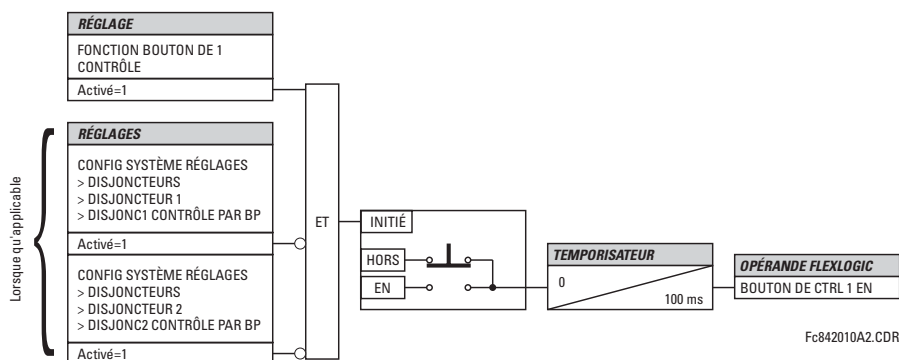 RÉGLAGE
FONCTION BOUTON DE 1
CONTRÔLE
Activé=1
Lorsque qu'applicable
RÉGLAGES
CONFIG SYSTÈME RÉGLAGES
> DISJONCTEURS
> DISJONCTEUR 1
> DISJONC1 CONTRÔLE PAR BP
Activé=1
CONFIG SYSTÈME RÉGLAGES
> DISJONCTEURS
> DISJONCTEUR 2
> DISJONC2 CONTRÔLE PAR BP
Activé=1
ET
INITIÉ
HORS
EN
TEMPORISATEUR
0
100 ms
OPÉRANDE FLEXLOGIC
BOUTON DE CTRL 1 EN
Fc842010A2.CDR